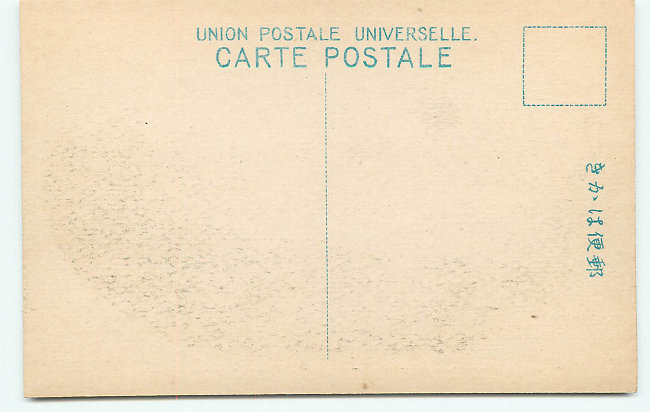 UNION POSTALE UNIVERSELLE.
CARTE POSTALE
郵便はかき